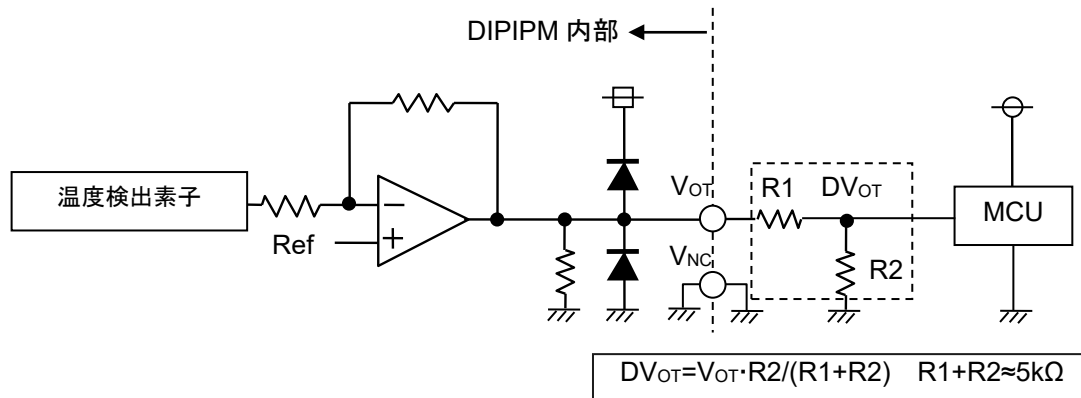 DIPIPM 内部
温度検出素子
Ref
−
+
VOT
VNC
R1
DVOT
R2
MCU
DVOT=VOT·R2/(R1+R2) R1+R2≈5kΩ